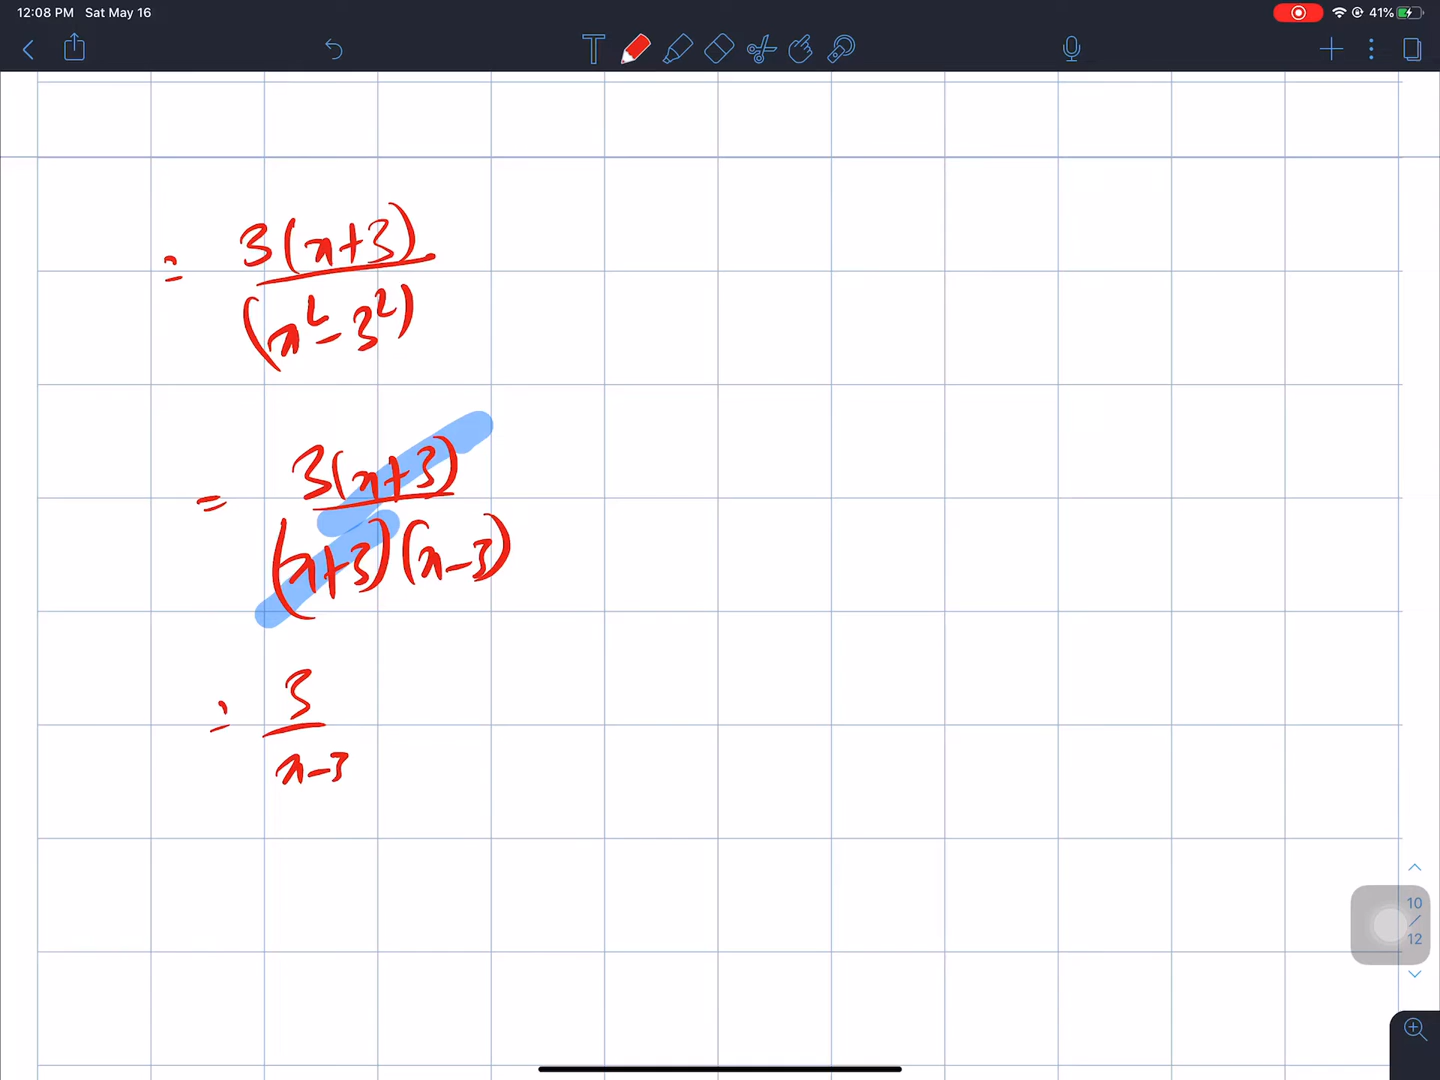 12:08 PM Sat May 16 41%
= 3(x+3) / (x² - 3²)
= 3(x+3) / (x+3)(x-3)
= 3 / x-3
10 / 12